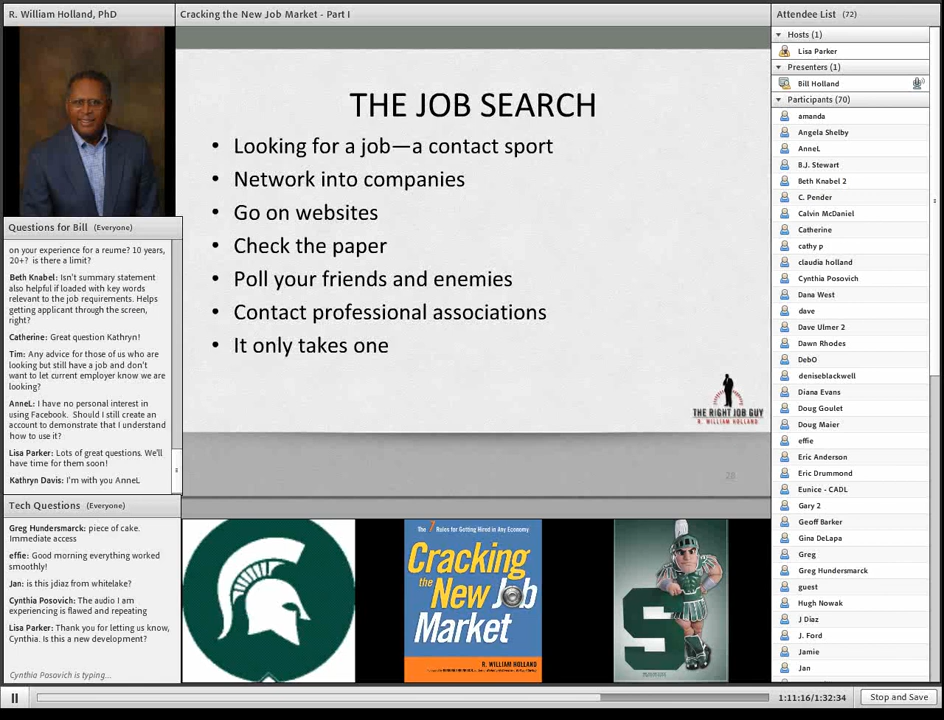 R. William Holland, PhD
Cracking the New Job Market - Part I
Attendee List (72)
Questions for Bill (Everyone)
on your experience for a reume? 10 years,
20+? is there a limit?
Beth Knabel: Isn't summary statement
also helpful if loaded with key words
relevant to the job requirements. Helps
getting applicant through the screen,
right?
Catherine: Great question Kathryn!
Tim: Any advice for those of us who are
looking but still have a job and don't
want to let current employer know we are
looking?
AnneL: I have no personal interest in
using Facebook. Should I still create an
account to demonstrate that I understand
how to use it?
Lisa Parker: Lots of great questions. We'll
have time for them soon!
Kathryn Davis: I'm with you AnneL
Tech Questions (Everyone)
Greg Hundersmarck: piece of cake.
Immediate access
effie: Good morning everything worked
smoothly!
Jan: is this jdiaz from whitelake?
Cynthia Posovich: The audio I am
experiencing is flawed and repeating
Lisa Parker: Thank you for letting us know,
Cynthia. Is this a new development?
Cynthia Posovich is typing...
THE JOB SEARCH
• Looking for a job—a contact sport
• Network into companies
• Go on websites
• Check the paper
• Poll your friends and enemies
• Contact professional associations
• It only takes one
THE RIGHT JOB GUY
R. WILLIAM HOLLAND
28
The 7 Rules for Getting Hired in Any Economy
Cracking
the New Job
Market
R. WILLIAM HOLLAND
S
Hosts (1)
Lisa Parker
Presenters (1)
Bill Holland
Participants (70)
amanda
Angela Shelby
AnneL
B.J. Stewart
Beth Knabel 2
C. Pender
Calvin McDaniel
Catherine
cathy p
claudia holland
Cynthia Posovich
Dana West
dave
Dave Ulmer 2
Dawn Rhodes
DebO
deniseblackwell
Diana Evans
Doug Goulet
Doug Maier
effie
Eric Anderson
Eric Drummond
Eunice - CADL
Gary 2
Geoff Barker
Gina DeLapa
Greg
Greg Hundersmarck
guest
Hugh Nowak
J Diaz
J. Ford
Jamie
Jan
1:11:16/1:32:34
Stop and Save